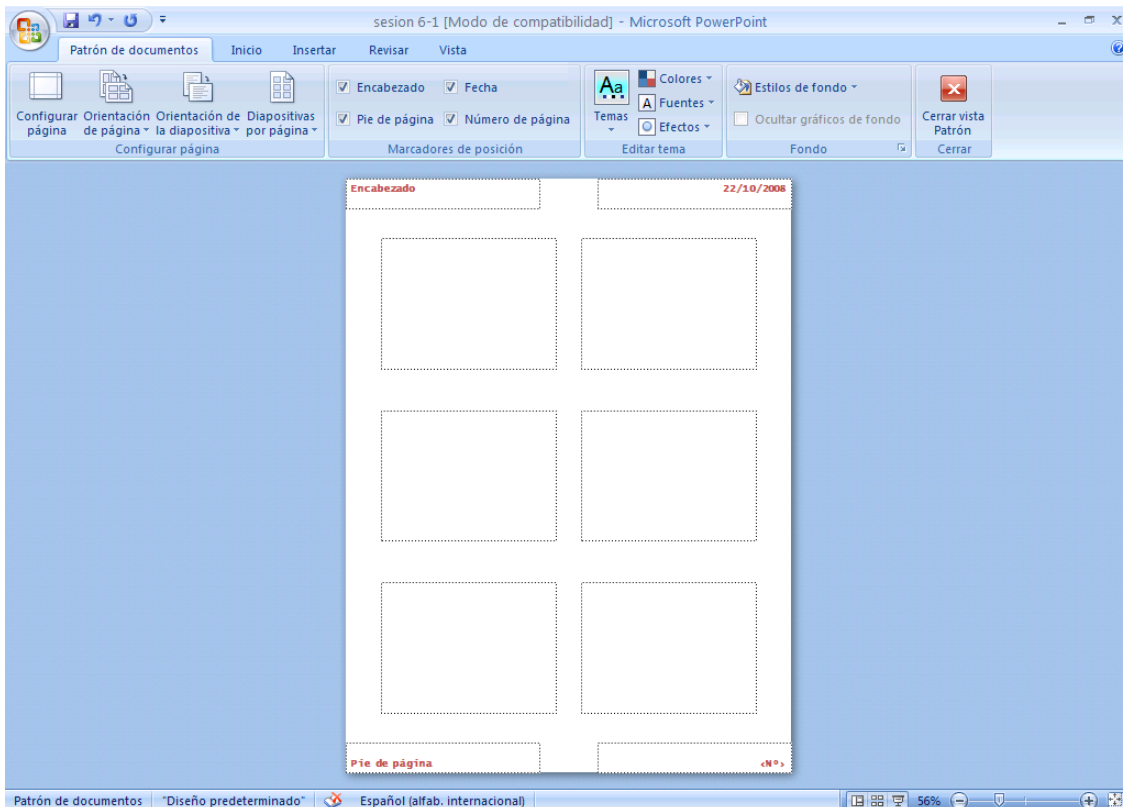 sesion 6-1 [Modo de compatibilidad] - Microsoft PowerPoint
Patrón de documentos Inicio Insertar Revisar Vista
Configurar página
Orientación de página
Orientación de la diapositiva
Diapositivas por página
Configurar página
Encabezado Fecha
Pie de página Número de página
Marcadores de posición
Aa
Temas
Colores
A Fuentes
Efectos
Editar tema
Estilos de fondo
Ocultar gráficos de fondo
Fondo
Cerrar vista
Patrón
Cerrar
Encabezado 22/10/2008
Pie de página ‹Nº›
Patrón de documentos "Diseño predeterminado" Español (alfab. internacional) 56%